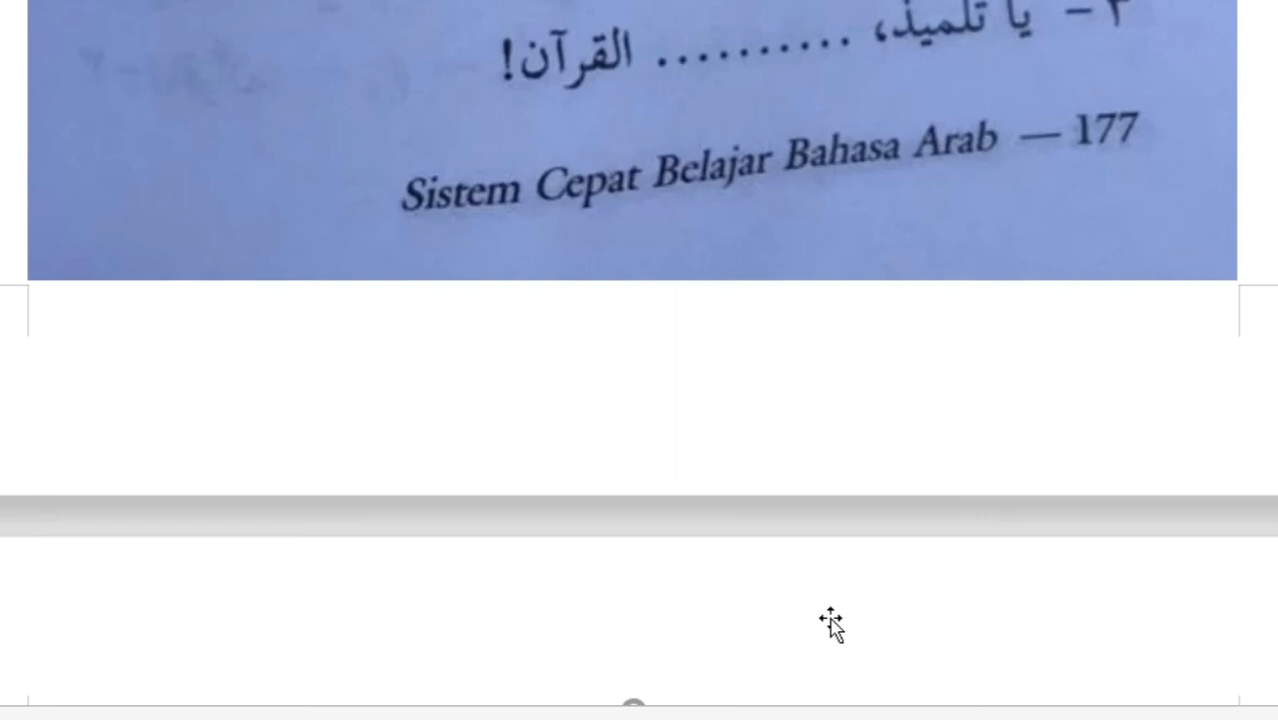 ٣ - يا تلميذ، .......... القرآن!
Sistem Cepat Belajar Bahasa Arab — 177